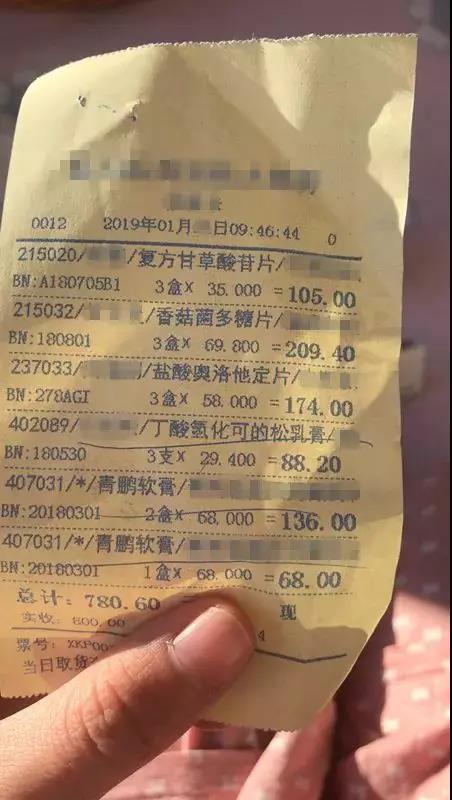 0012 2019年01月 日09:46:44 0
215020/ /复方甘草酸苷片/
BN:A180705B1 3盒× 35.000 =105.00
215032/ /香菇菌多糖片/
BN:180801 3盒× 69.800 =209.40
237033/ /盐酸奥洛他定片/
BN:278AGI 3盒× 58.000 =174.00
402089/ /丁酸氢化可的松乳膏/
BN:180530 3支× 29.400 =88.20
407031/*/青鹏软膏/
BN:20180301 2盒× 68.000 =136.00
407031/*/青鹏软膏/
BN:20180301 1盒× 68.000 =68.00
总计: 780.60 现
实收: 800.00
票号: XKP00 4
当日取货